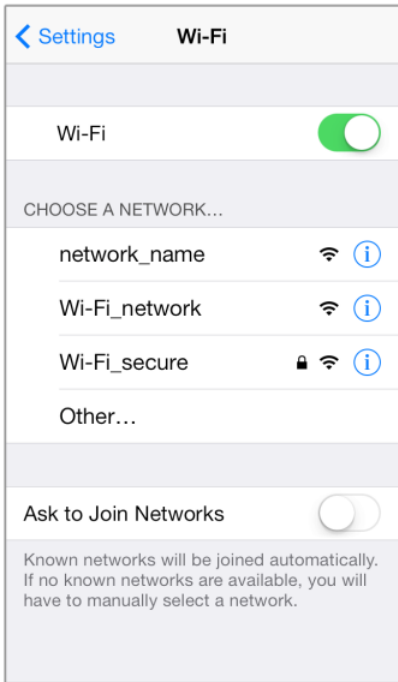 Settings Wi-Fi
Wi-Fi
CHOOSE A NETWORK...
network_name
Wi-Fi_network
Wi-Fi_secure
Other...
Ask to Join Networks
Known networks will be joined automatically.
If no known networks are available, you will
have to manually select a network.